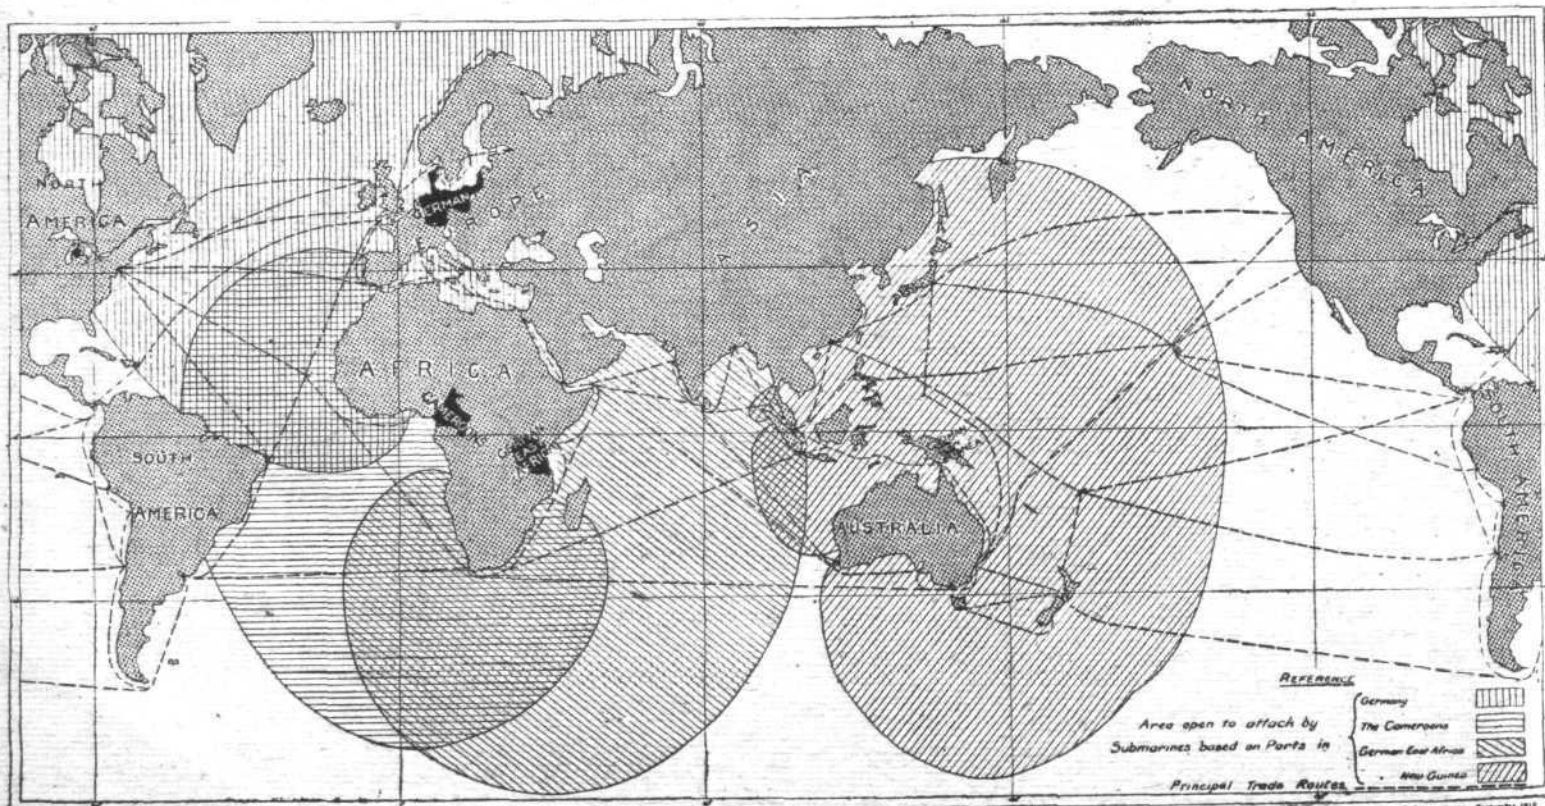 NORTH
AMERICA
SOUTH
AMERICA
GERMANY
EUROPE
ASIA
AFRICA
AUSTRALIA
NORTH AMERICA
SOUTH AMERICA
REFERENCE
Area open to attack by
Submarines based on Ports in
Germany
The Cameroons
German East Africa
" New Guinea
Principal Trade Routes